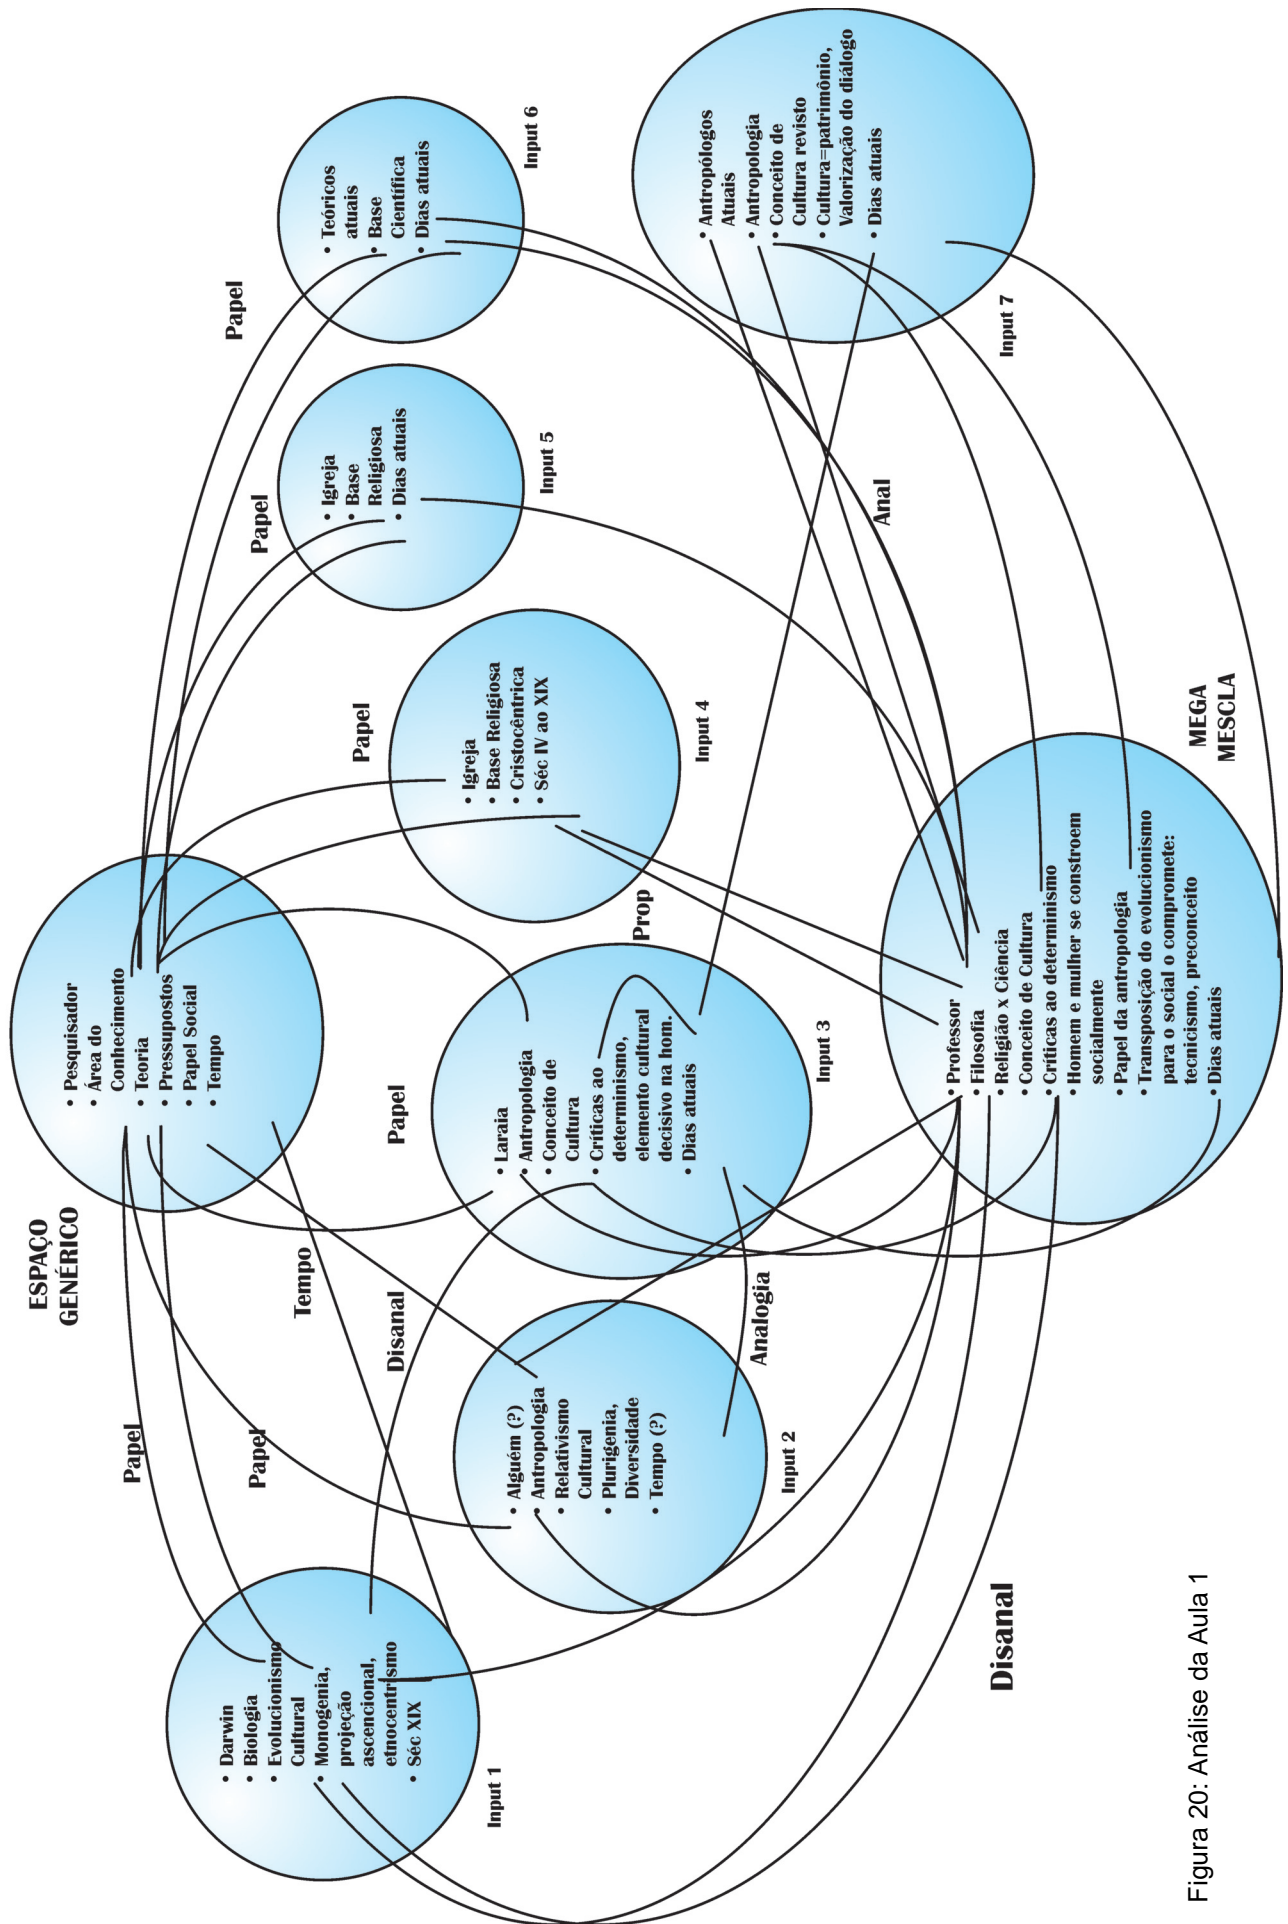 ESPAÇO
GENÉRICO
• Pesquisador
• Área do
Conhecimento
• Teoria
• Pressupostos
• Papel Social
• Tempo
Papel
Papel
Tempo
Disanal
Papel
Papel
Papel
Papel
• Darwin
• Biologia
• Evolucionismo
Cultural
• Monogenia,
projeção
ascencional,
etnocentrismo
• Séc XIX
Input 1
• Alguém (?)
• Antropologia
• Relativismo
Cultural
• Plurigenia,
Diversidade
• Tempo (?)
Input 2
Analogia
• Laraia
• Antropologia
• Conceito de
Cultura
• Críticas ao
determinismo,
elemento cultural
decisivo na hom.
• Dias atuais
Input 3
Prop
• Igreja
• Base Religiosa
• Cristocêntrica
• Séc IV ao XIX
Input 4
• Igreja
• Base
Religiosa
• Dias atuais
Input 5
• Teóricos
atuais
• Base
Científica
• Dias atuais
Input 6
Anal
• Antropólogos
Atuais
• Antropologia
• Conceito de
Cultura revisto
• Cultura=patrimônio,
Valorização do diálogo
• Dias atuais
Input 7
Disanal
• Professor
• Filosofia
• Religião x Ciência
• Conceito de Cultura
• Críticas ao determinismo
• Homem e mulher se constroem
socialmente
• Papel da antropologia
• Transposição do evolucionismo
para o social o compromete:
tecnicismo, preconceito
• Dias atuais
MEGA
MESCLA
Figura 20: Análise da Aula 1